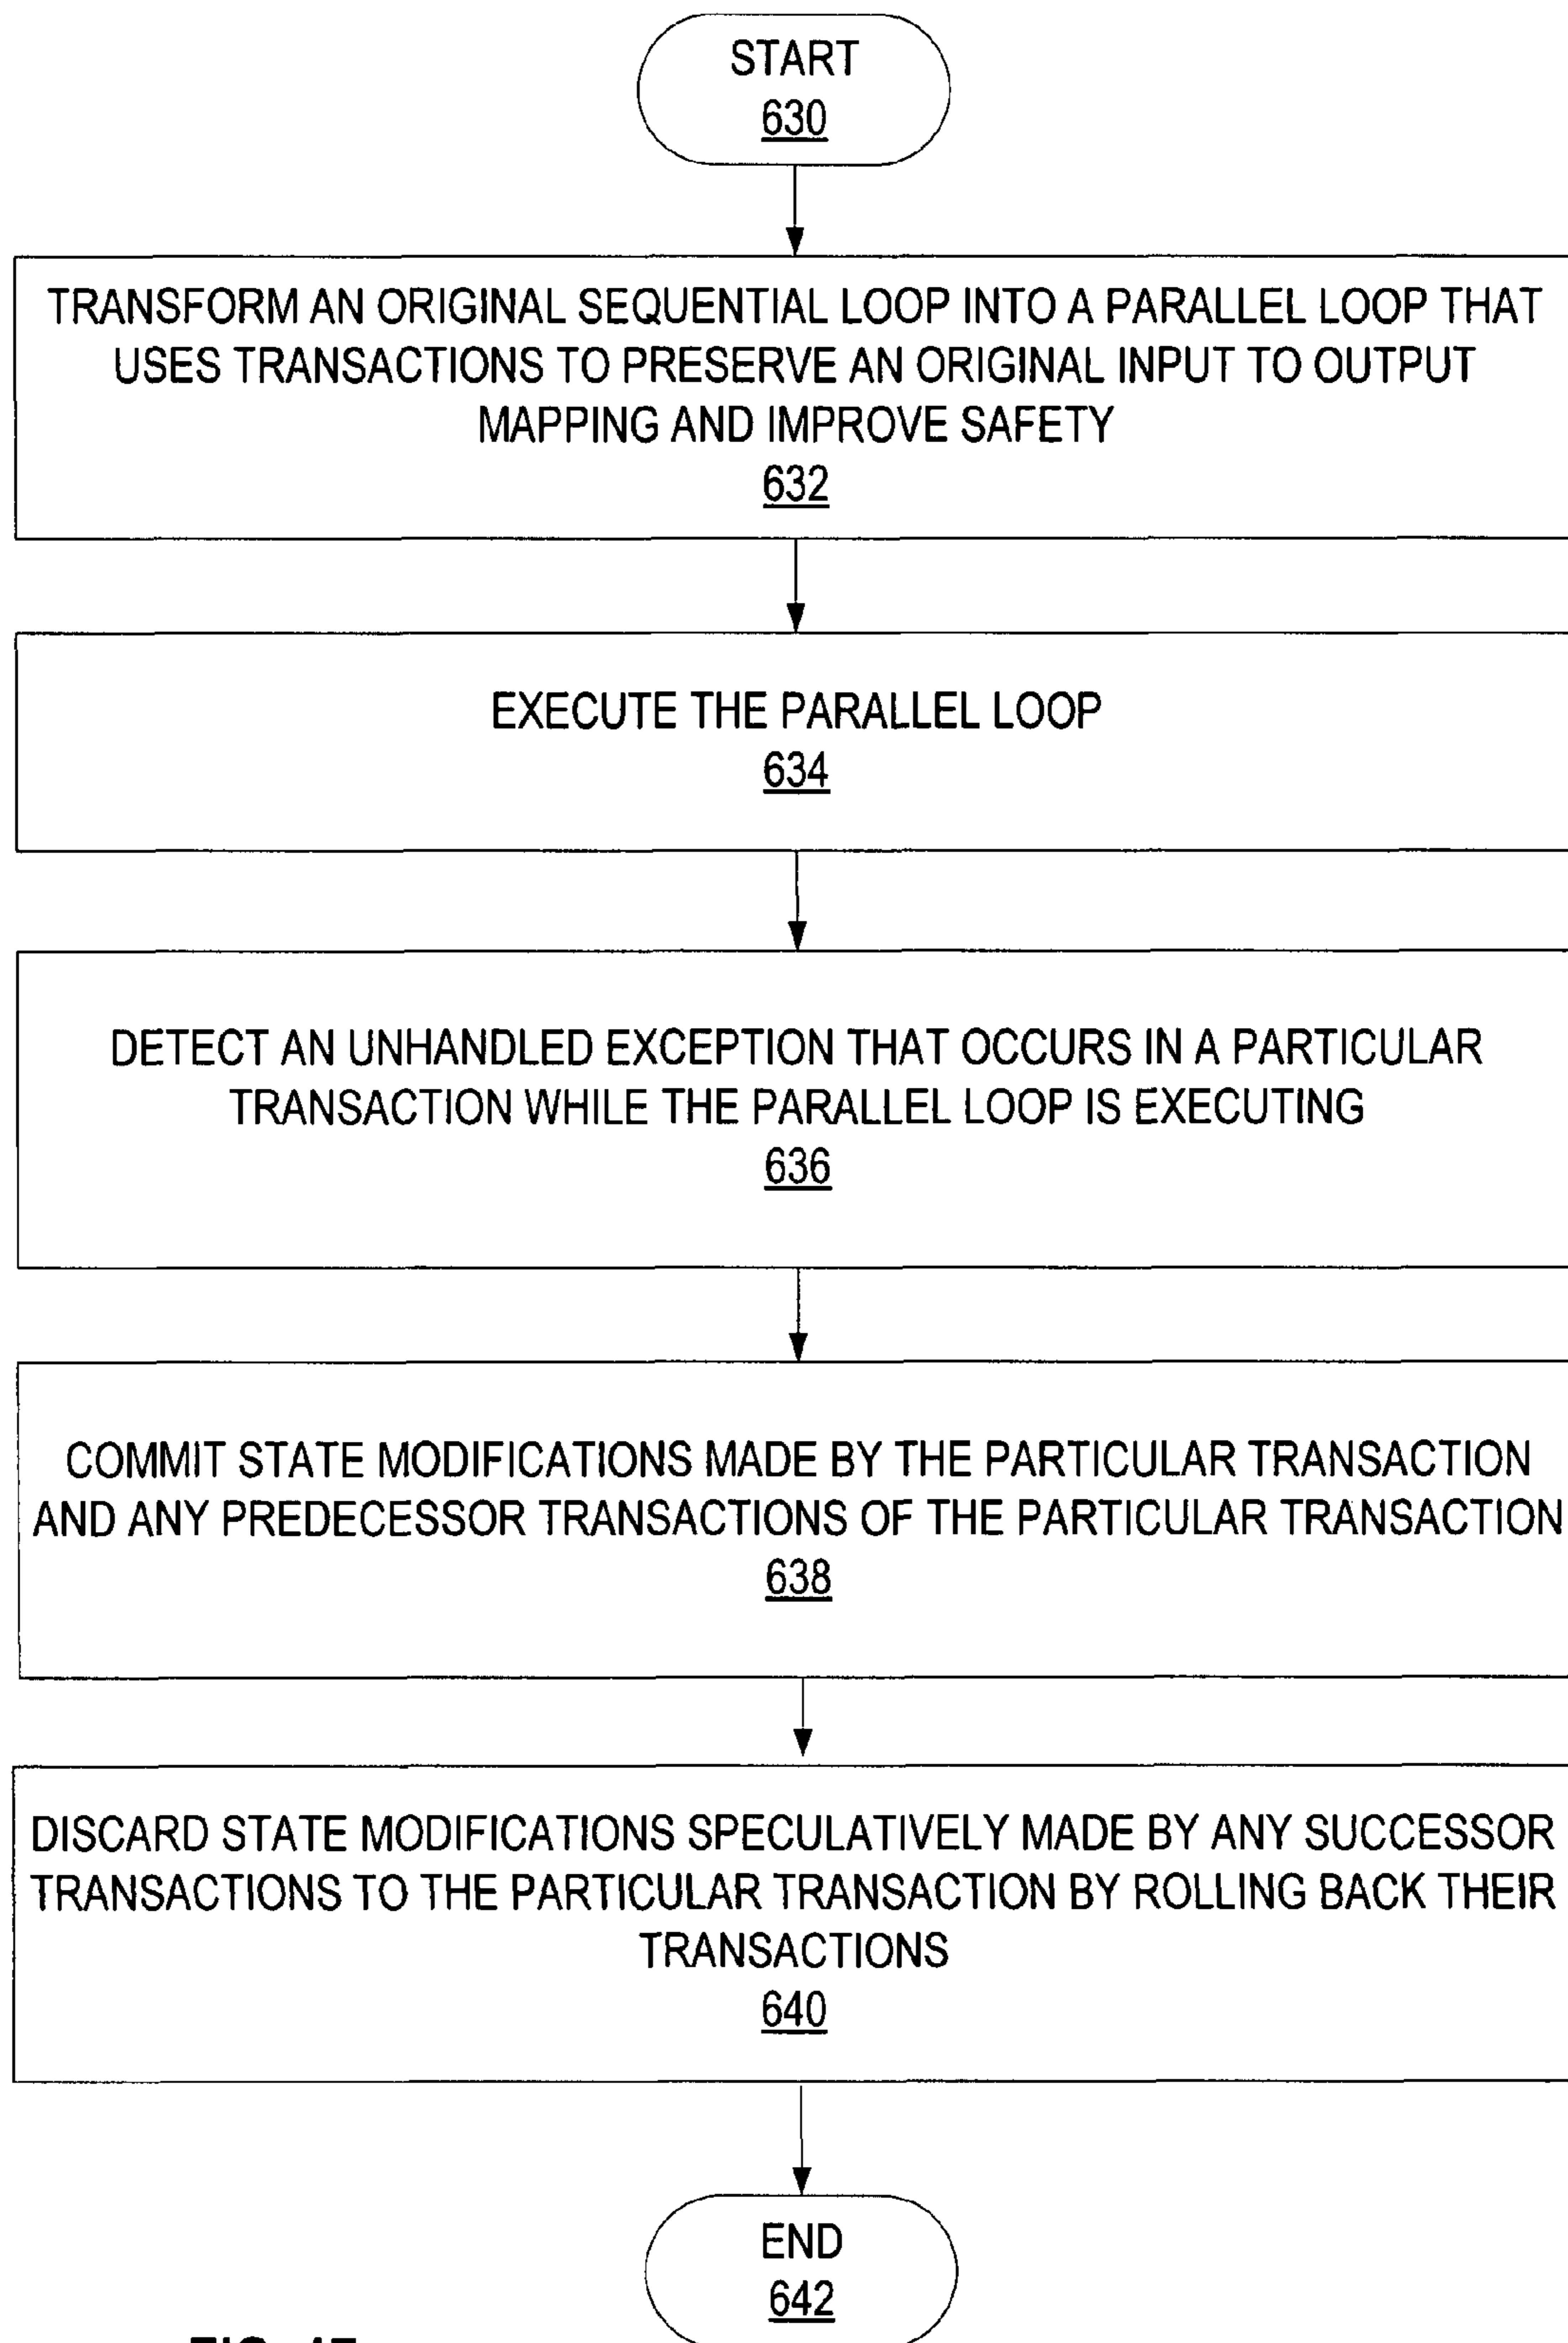 START
630
TRANSFORM AN ORIGINAL SEQUENTIAL LOOP INTO A PARALLEL LOOP THAT
USES TRANSACTIONS TO PRESERVE AN ORIGINAL INPUT TO OUTPUT
MAPPING AND IMPROVE SAFETY
632
EXECUTE THE PARALLEL LOOP
634
DETECT AN UNHANDLED EXCEPTION THAT OCCURS IN A PARTICULAR
TRANSACTION WHILE THE PARALLEL LOOP IS EXECUTING
636
COMMIT STATE MODIFICATIONS MADE BY THE PARTICULAR TRANSACTION
AND ANY PREDECESSOR TRANSACTIONS OF THE PARTICULAR TRANSACTION
638
DISCARD STATE MODIFICATIONS SPECULATIVELY MADE BY ANY SUCCESSOR
TRANSACTIONS TO THE PARTICULAR TRANSACTION BY ROLLING BACK THEIR
TRANSACTIONS
640
END
642